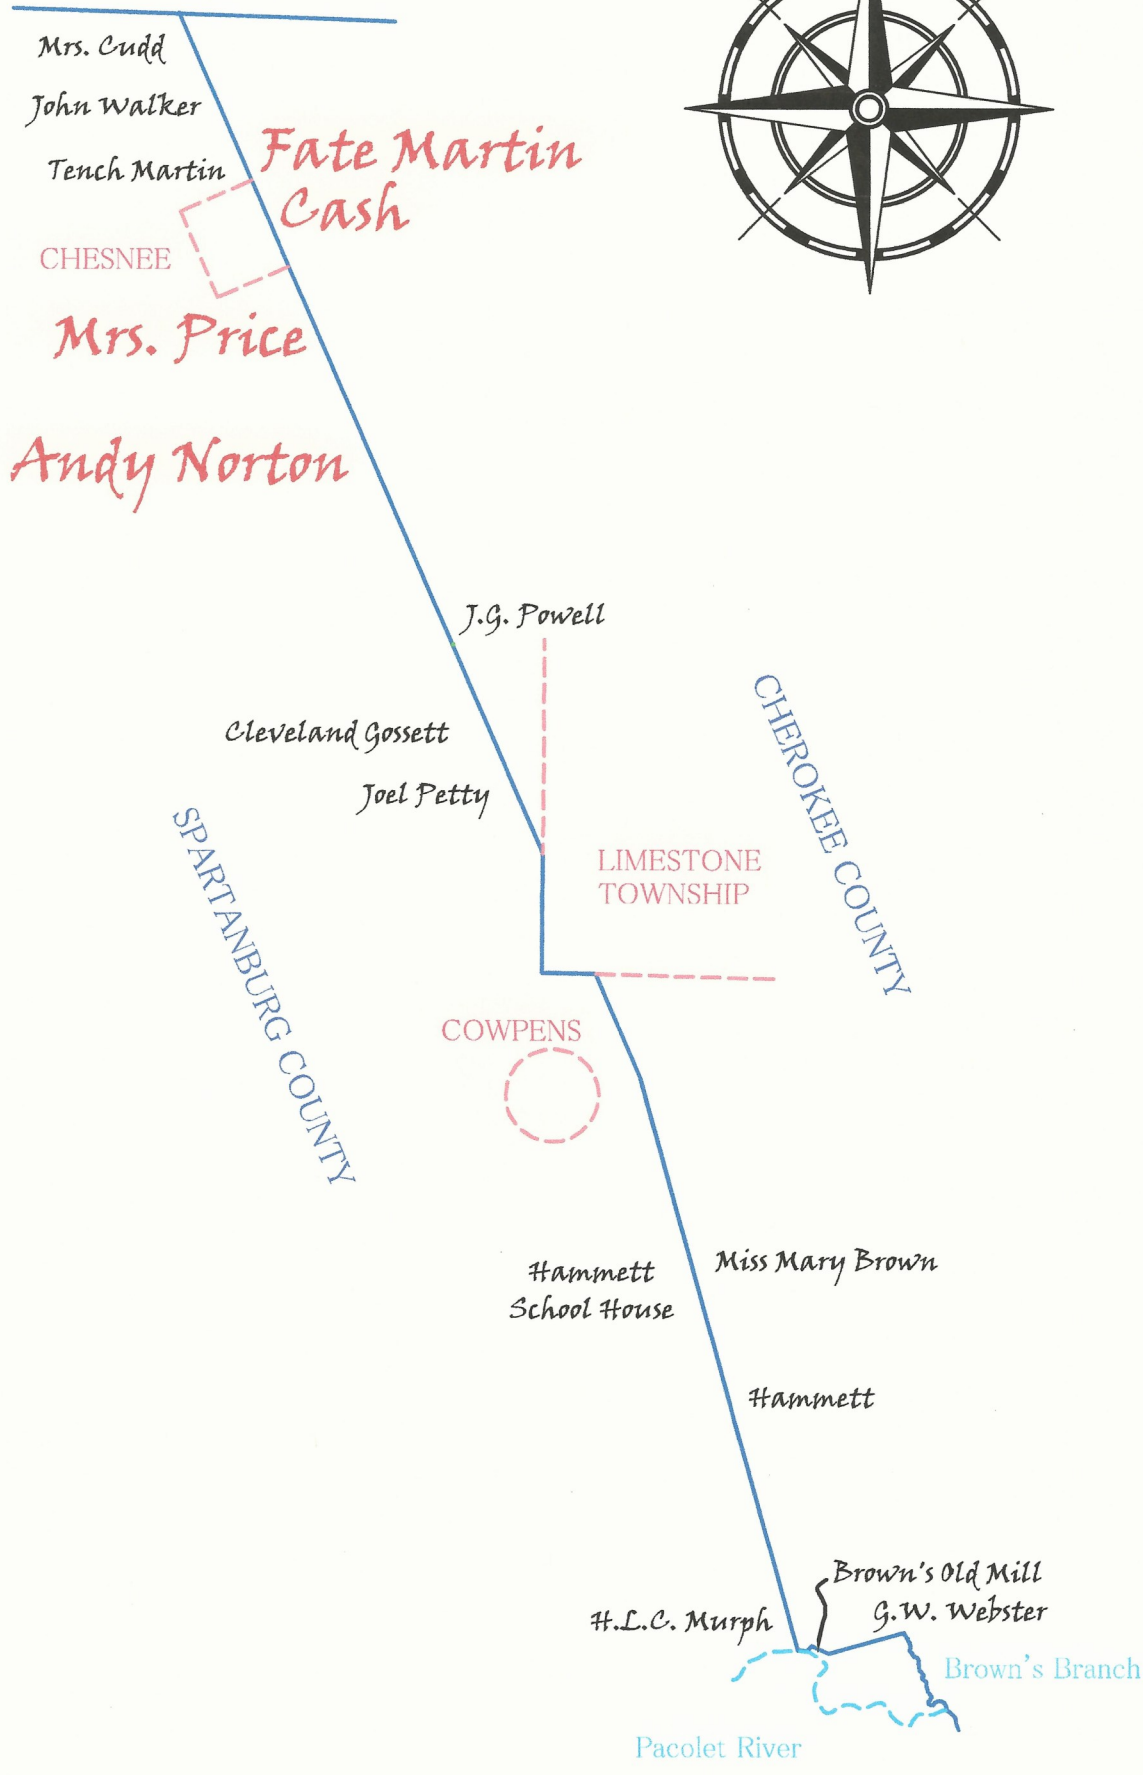 Mrs. Cudd
John Walker
Tench Martin
Fate Martin
Cash
CHESNEE
Mrs. Price
Andy Norton
J.G. Powell
Cleveland Gossett
Joel Petty
CHEROKEE COUNTY
SPARTANBURG COUNTY
LIMESTONE
TOWNSHIP
COWPENS
Miss Mary Brown
Hammett
School House
Hammett
Brown's Old Mill
G.W. Webster
H.L.C. Murph
Brown's Branch
Pacolet River